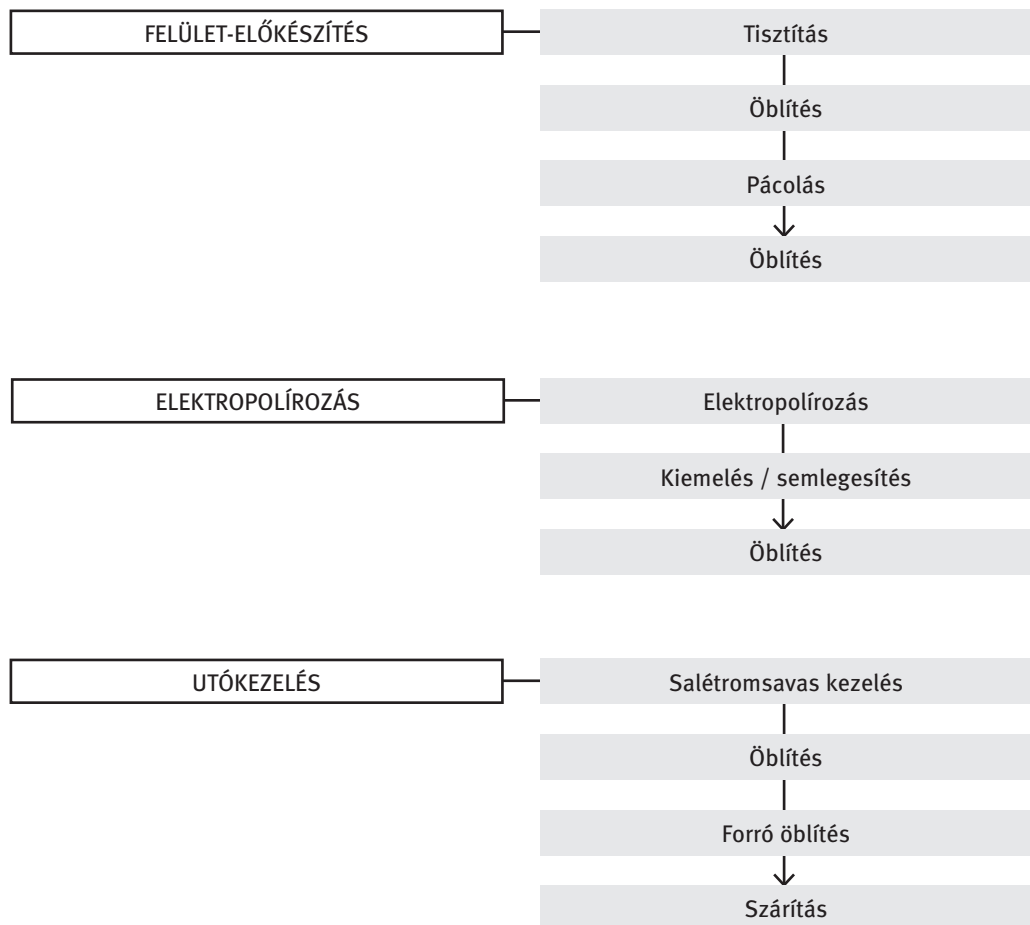 FELÜLET-ELŐKÉSZÍTÉS
Tisztítás
Öblítés
Pácolás
Öblítés
ELEKTROPOLÍROZÁS
Elektropolírozás
Kiemelés / semlegesítés
Öblítés
UTÓKEZELÉS
Salétromsavas kezelés
Öblítés
Forró öblítés
Szárítás